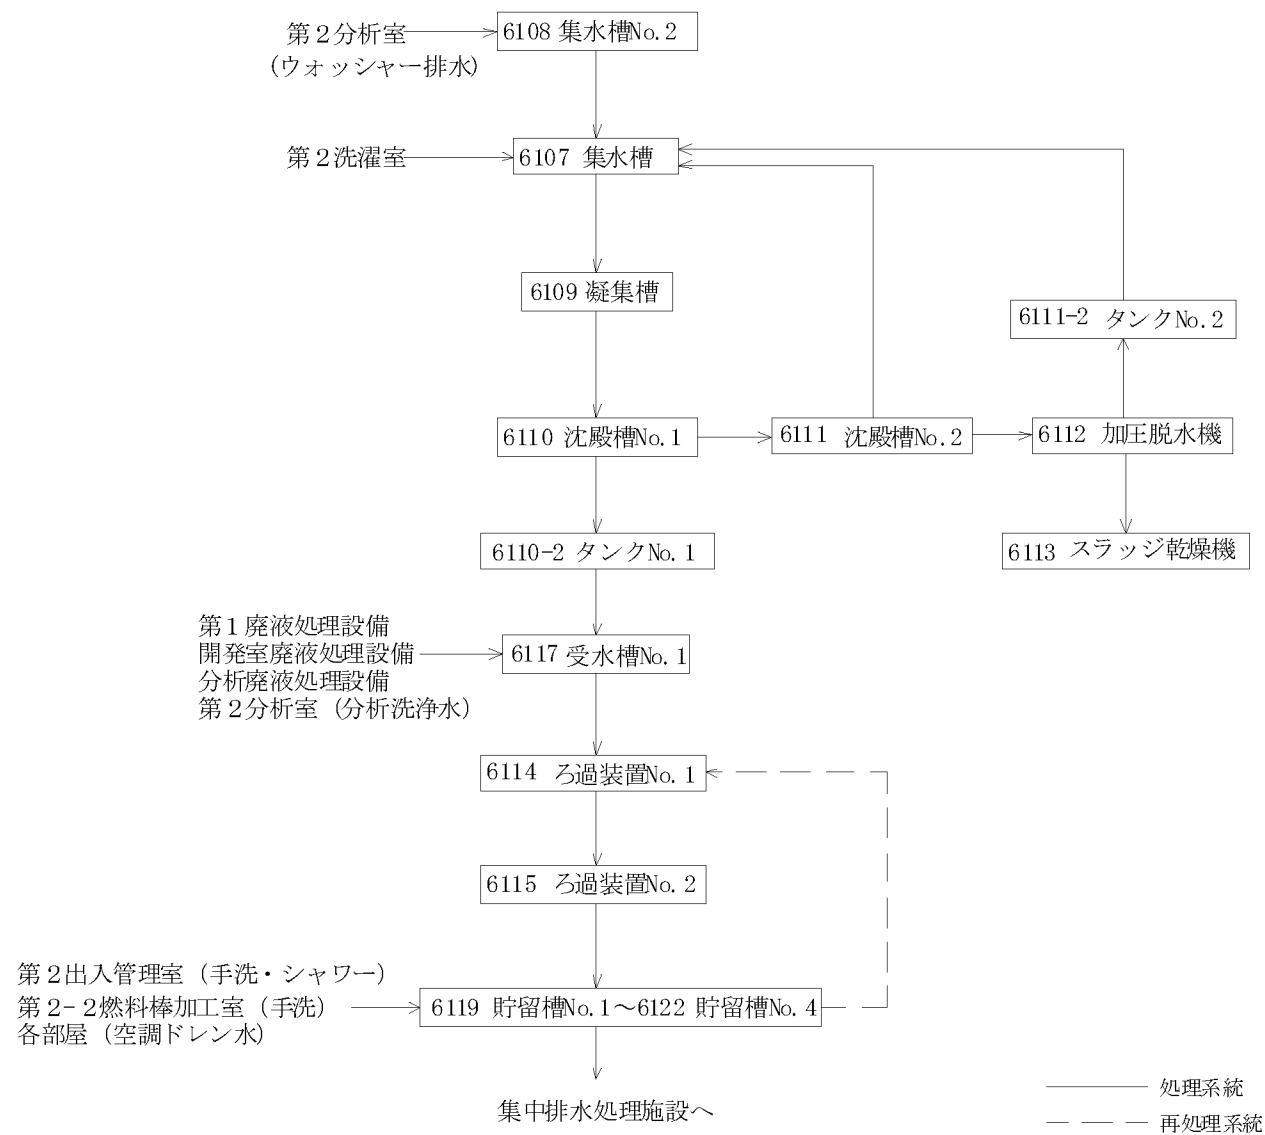 第2分析室
(ウォッシャー排水)
6108 集水槽No.2
第2洗濯室
6107 集水槽
6109 凝集槽
6111-2 タンクNo.2
6110 沈殿槽No.1
6111 沈殿槽No.2
6112 加圧脱水機
6110-2 タンクNo.1
6113 スラッジ乾燥機
第1廃液処理設備
開発室廃液処理設備
分析廃液処理設備
第2分析室(分析洗浄水)
6117 受水槽No.1
6114 ろ過装置No.1
6115 ろ過装置No.2
第2出入管理室(手洗・シャワー)
第2-2燃料棒加工室(手洗)
各部屋(空調ドレン水)
6119 貯留槽No.1～6122 貯留槽No.4
集中排水処理施設へ
処理系統
再処理系統